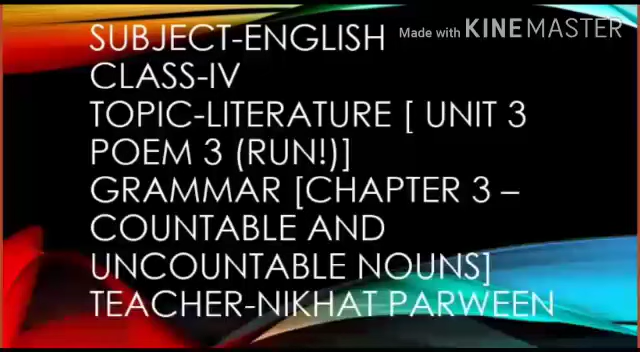 Made with KINEMASTER
SUBJECT-ENGLISH
CLASS-IV
TOPIC-LITERATURE [ UNIT 3
POEM 3 (RUN!)]
GRAMMAR [CHAPTER 3 –
COUNTABLE AND
UNCOUNTABLE NOUNS]
TEACHER-NIKHAT PARWEEN